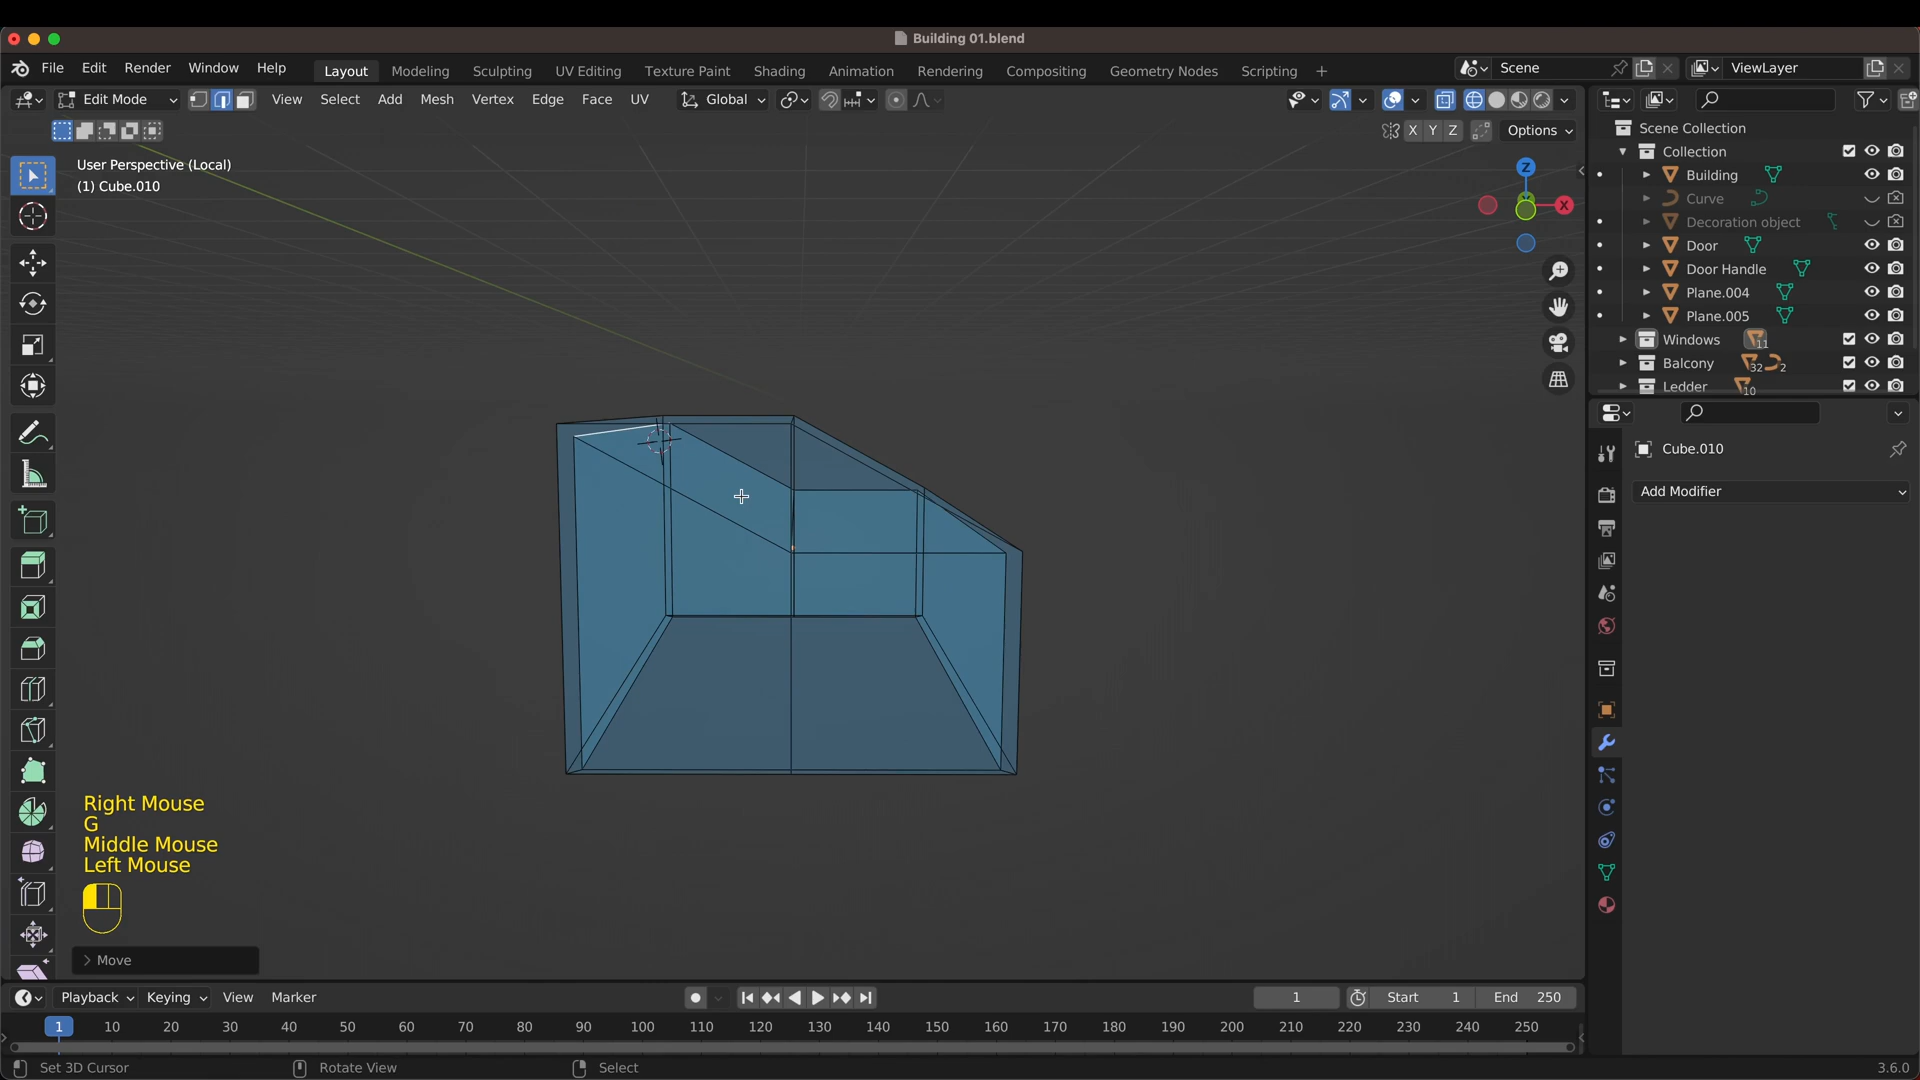 Building 01.blend
File Edit Render Window Help Layout Modeling Sculpting UV Editing Texture Paint Shading Animation Rendering Compositing Geometry Nodes Scripting + Scene ViewLayer
Edit Mode View Select Add Mesh Vertex Edge Face UV Global
X Y Z Options
User Perspective (Local)
(1) Cube.010
Z
X
Scene Collection
Collection
Building
Curve
Decoration object
Door
Door Handle
Plane.004
Plane.005
Windows 11
Balcony 32 2
Ledder 10
Cube.010
Add Modifier
Right Mouse
G
Middle Mouse
Left Mouse
Move
Playback Keying View Marker 1 Start 1 End 250
1 10 20 30 40 50 60 70 80 90 100 110 120 130 140 150 160 170 180 190 200 210 220 230 240 250
Set 3D Cursor Rotate View Select 3.6.0